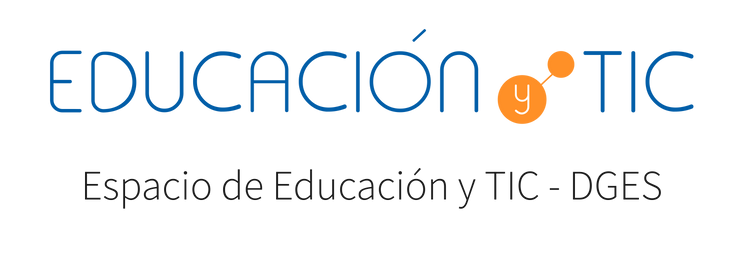 EDUCACIÓN y TIC
Espacio de Educación y TIC - DGES